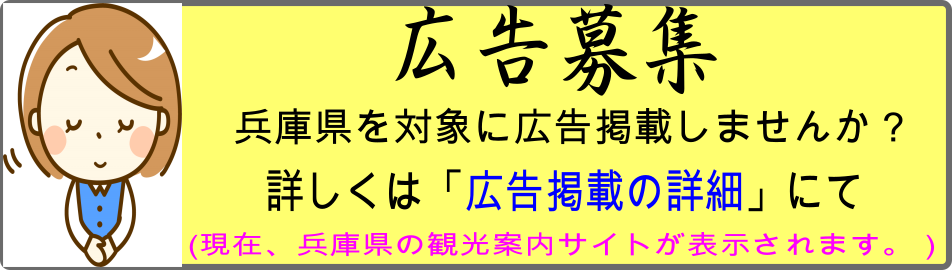 広告募集
兵庫県を対象に広告掲載しませんか？
詳しくは「広告掲載の詳細」にて
(現在、兵庫県の観光案内サイトが表示されます。 )